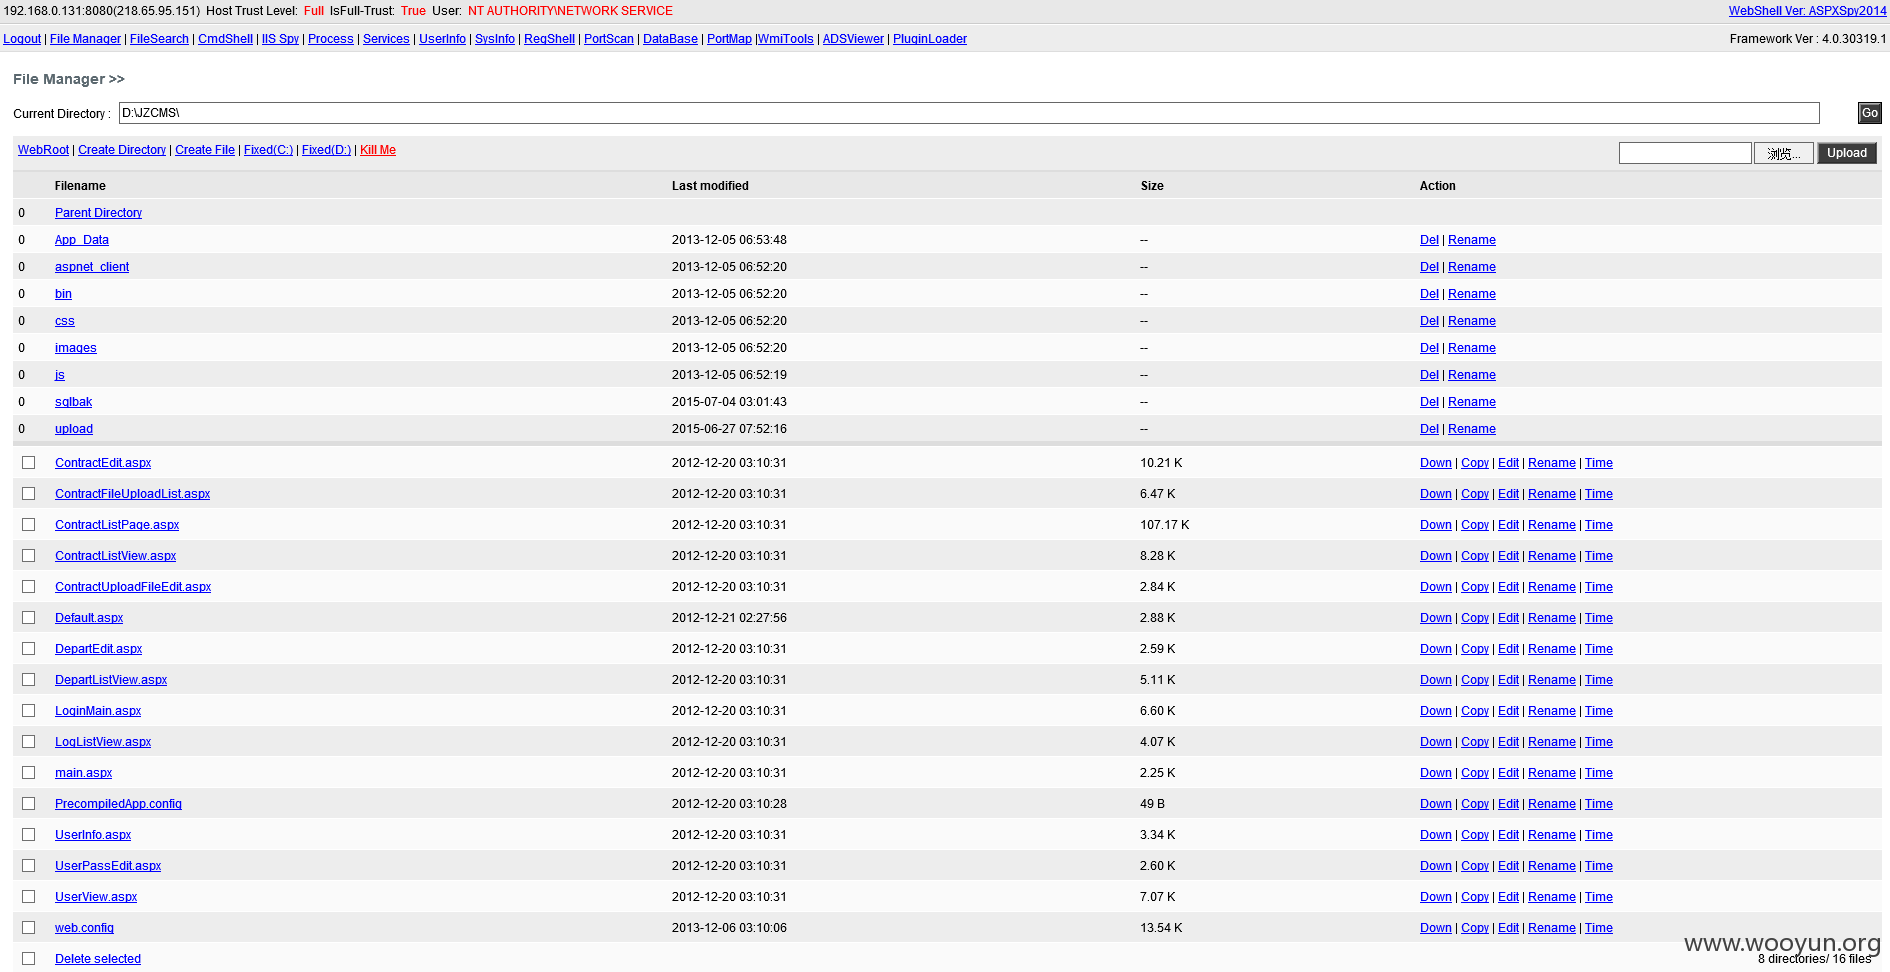 192.168.0.131:8080(218.65.95.151) Host Trust Level: Full IsFull-Trust: True User: NT AUTHORITY\NETWORK SERVICE WebShell Ver: ASPXSpy2014
Logout | File Manager | FileSearch | CmdShell | IIS Spy | Process | Services | UserInfo | SysInfo | RegShell | PortScan | DataBase | PortMap |WmiTools | ADSViewer | PluginLoader Framework Ver : 4.0.30319.1
File Manager >>
Current Directory : D:\JZCMS\ Go
WebRoot | Create Directory | Create File | Fixed(C:) | Fixed(D:) | Kill Me 浏览... Upload
Filename Last modified Size Action
0 Parent Directory
0 App_Data 2013-12-05 06:53:48 -- Del | Rename
0 aspnet_client 2013-12-05 06:52:20 -- Del | Rename
0 bin 2013-12-05 06:52:20 -- Del | Rename
0 css 2013-12-05 06:52:20 -- Del | Rename
0 images 2013-12-05 06:52:20 -- Del | Rename
0 js 2013-12-05 06:52:19 -- Del | Rename
0 sqlbak 2015-07-04 03:01:43 -- Del | Rename
0 upload 2015-06-27 07:52:16 -- Del | Rename
ContractEdit.aspx 2012-12-20 03:10:31 10.21 K Down | Copy | Edit | Rename | Time
ContractFileUploadList.aspx 2012-12-20 03:10:31 6.47 K Down | Copy | Edit | Rename | Time
ContractListPage.aspx 2012-12-20 03:10:31 107.17 K Down | Copy | Edit | Rename | Time
ContractListView.aspx 2012-12-20 03:10:31 8.28 K Down | Copy | Edit | Rename | Time
ContractUploadFileEdit.aspx 2012-12-20 03:10:31 2.84 K Down | Copy | Edit | Rename | Time
Default.aspx 2012-12-21 02:27:56 2.88 K Down | Copy | Edit | Rename | Time
DepartEdit.aspx 2012-12-20 03:10:31 2.59 K Down | Copy | Edit | Rename | Time
DepartListView.aspx 2012-12-20 03:10:31 5.11 K Down | Copy | Edit | Rename | Time
LoginMain.aspx 2012-12-20 03:10:31 6.60 K Down | Copy | Edit | Rename | Time
LogListView.aspx 2012-12-20 03:10:31 4.07 K Down | Copy | Edit | Rename | Time
main.aspx 2012-12-20 03:10:31 2.25 K Down | Copy | Edit | Rename | Time
PrecompiledApp.config 2012-12-20 03:10:28 49 B Down | Copy | Edit | Rename | Time
UserInfo.aspx 2012-12-20 03:10:31 3.34 K Down | Copy | Edit | Rename | Time
UserPassEdit.aspx 2012-12-20 03:10:31 2.60 K Down | Copy | Edit | Rename | Time
UserView.aspx 2012-12-20 03:10:31 7.07 K Down | Copy | Edit | Rename | Time
web.config 2013-12-06 03:10:06 13.54 K Down | Copy | Edit | Rename | Time
www.wooyun.org
Delete selected 8 directories/ 16 files